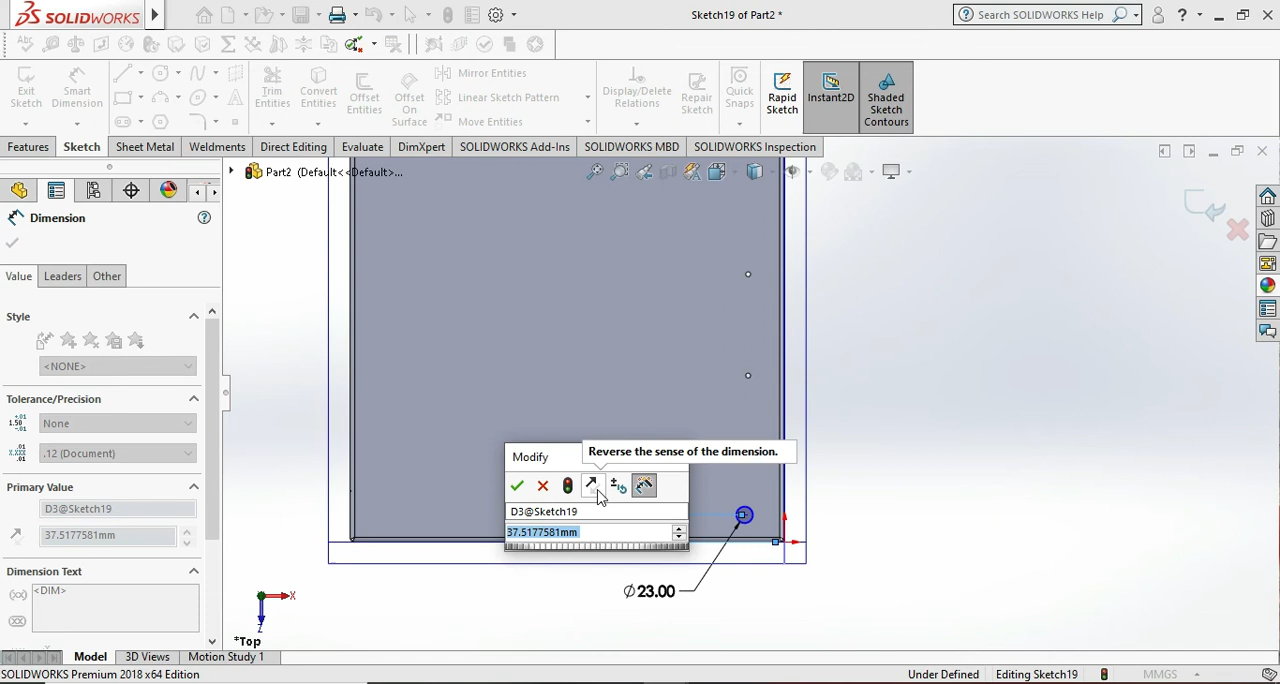 SOLIDWORKS
Sketch19 of Part2 *
Search SOLIDWORKS Help
?
Exit Sketch
Smart Dimension
Trim Entities
Convert Entities
Offset Entities
Offset On Surface
Mirror Entities
Linear Sketch Pattern
Move Entities
Display/Delete Relations
Repair Sketch
Quick Snaps
Rapid Sketch
Instant2D
Shaded Sketch Contours
Features
Sketch
Sheet Metal
Weldments
Direct Editing
Evaluate
DimXpert
SOLIDWORKS Add-Ins
SOLIDWORKS MBD
SOLIDWORKS Inspection
Part2 (Default<<Default>...
Dimension
Value
Leaders
Other
Style
<NONE>
Tolerance/Precision
None
.12 (Document)
Primary Value
D3@Sketch19
37.5177581mm
Dimension Text
<DIM>
Modify
Reverse the sense of the dimension.
D3@Sketch19
37.5177581mm
Ø23.00
X
Z
*Top
Model
3D Views
Motion Study 1
SOLIDWORKS Premium 2018 x64 Edition
Under Defined
Editing Sketch19
MMGS